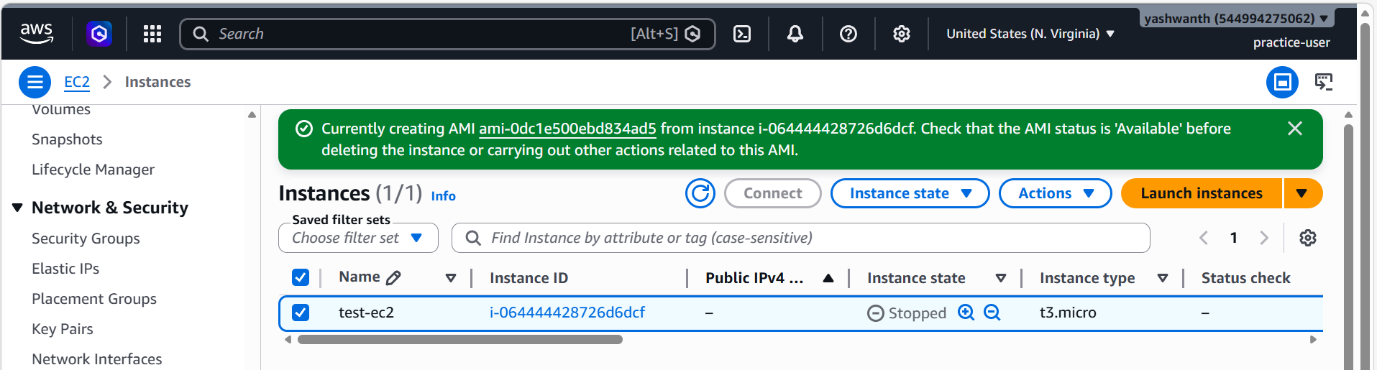 yashwanth (544994275062) ▼
aws Search [Alt+S] United States (N. Virginia) ▼
practice-user
EC2 > Instances
Volumes
Snapshots
Lifecycle Manager
▼ Network & Security
Security Groups
Elastic IPs
Placement Groups
Key Pairs
Network Interfaces
Currently creating AMI ami-0dc1e500ebd834ad5 from instance i-064444428726d6dcf. Check that the AMI status is 'Available' before
deleting the instance or carrying out other actions related to this AMI.
Instances (1/1) Info Connect Instance state ▼ Actions ▼ Launch instances ▼
Saved filter sets
Choose filter set ▼ Find Instance by attribute or tag (case-sensitive) < 1 >
Name Instance ID Public IPv4 ... Instance state Instance type Status check
test-ec2 i-064444428726d6dcf – Stopped t3.micro –